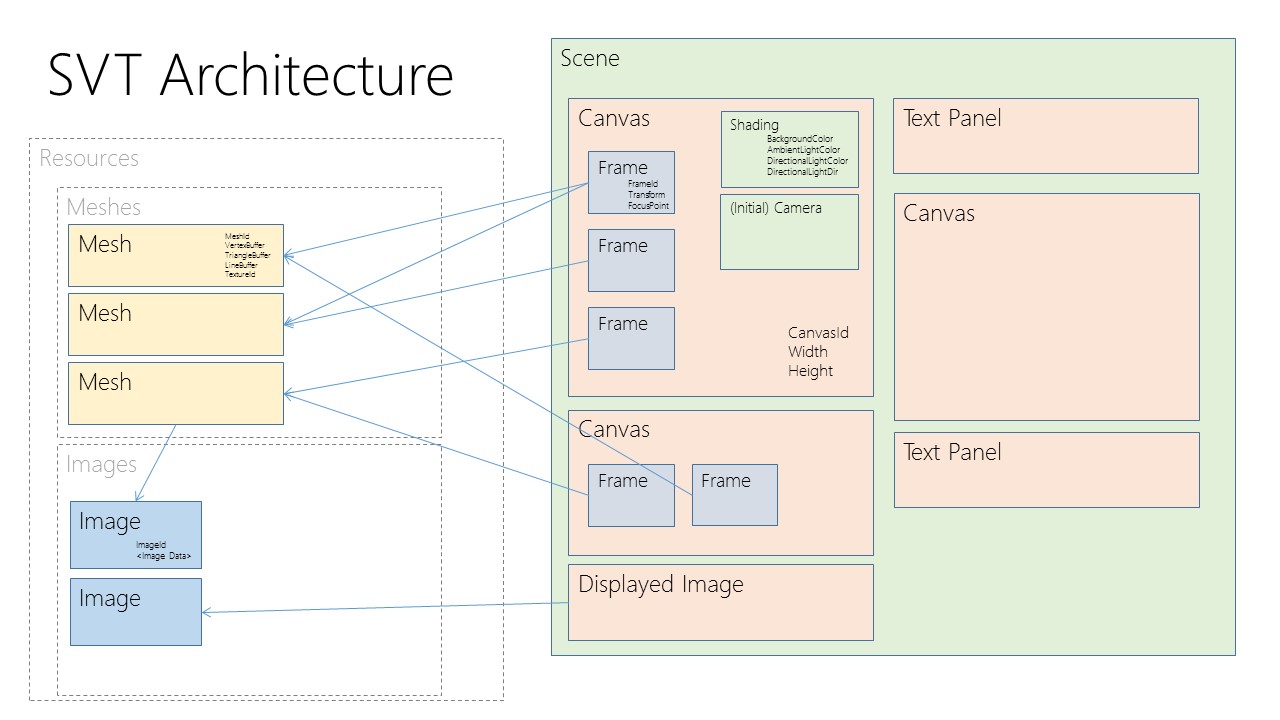 SVT Architecture
Resources
Meshes
Mesh
MeshId
VertexBuffer
TriangleBuffer
LineBuffer
TextureId
Mesh
Mesh
Images
Image
ImageId
<Image Data>
Image
Scene
Canvas
Frame
FrameId
Transform
FocusPoint
Frame
Frame
Shading
BackgroundColor
AmbientLightColor
DirectionalLightColor
DirectionalLightDir
(Initial) Camera
CanvasId
Width
Height
Canvas
Frame
Frame
Displayed Image
Text Panel
Canvas
Text Panel